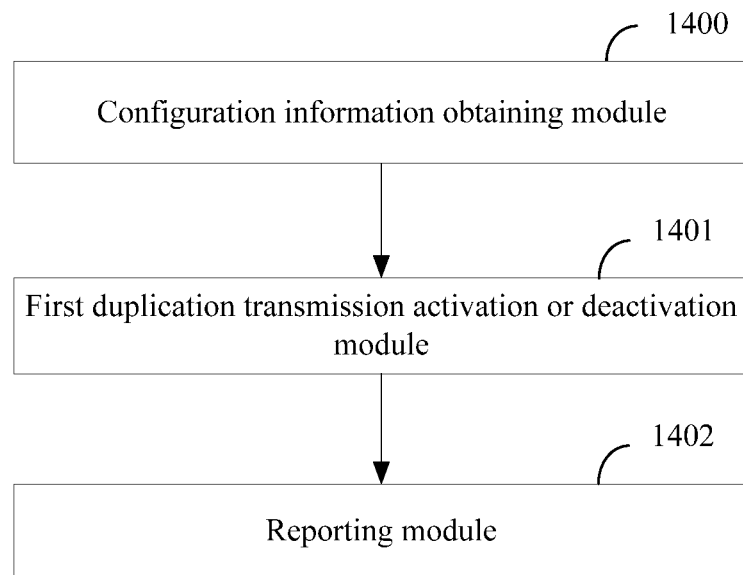 1400
Configuration information obtaining module
1401
First duplication transmission activation or deactivation
module
1402
Reporting module